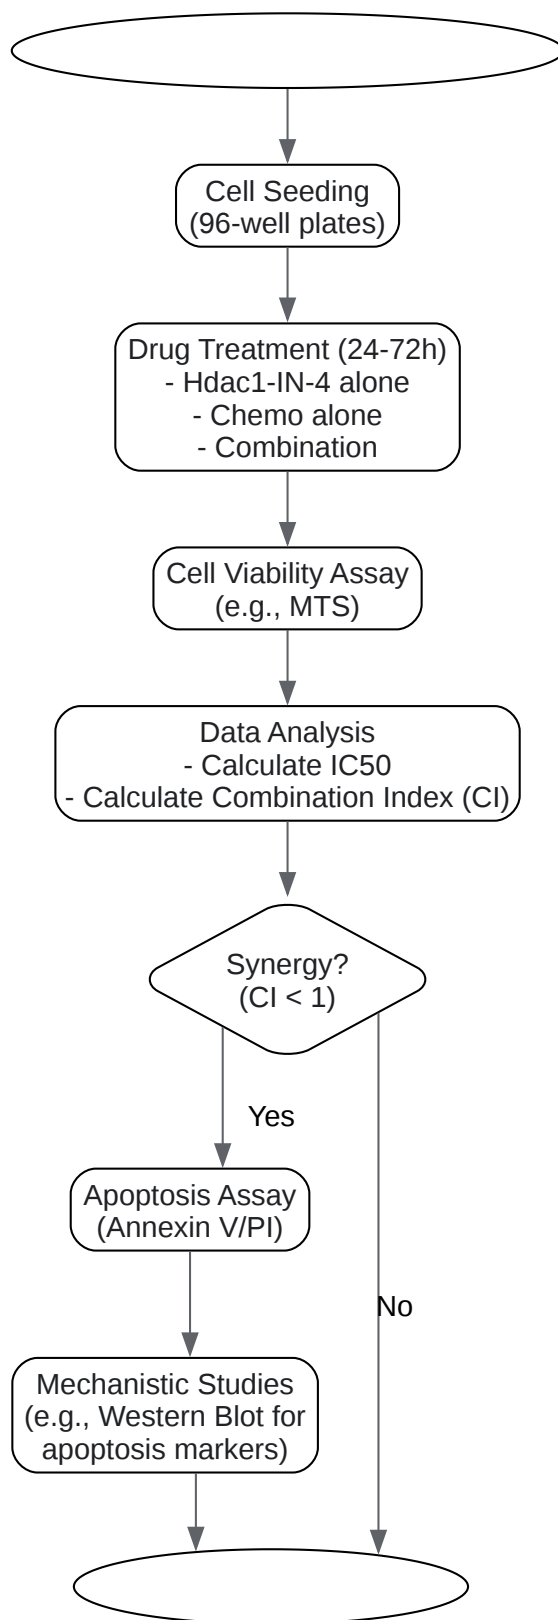 Cell Seeding
(96-well plates)
Drug Treatment (24-72h)
- Hdac1-IN-4 alone
- Chemo alone
- Combination
Cell Viability Assay
(e.g., MTS)
Data Analysis
- Calculate IC50
- Calculate Combination Index (CI)
Synergy?
(CI < 1)
Yes
Apoptosis Assay
(Annexin V/PI)
No
Mechanistic Studies
(e.g., Western Blot for
apoptosis markers)